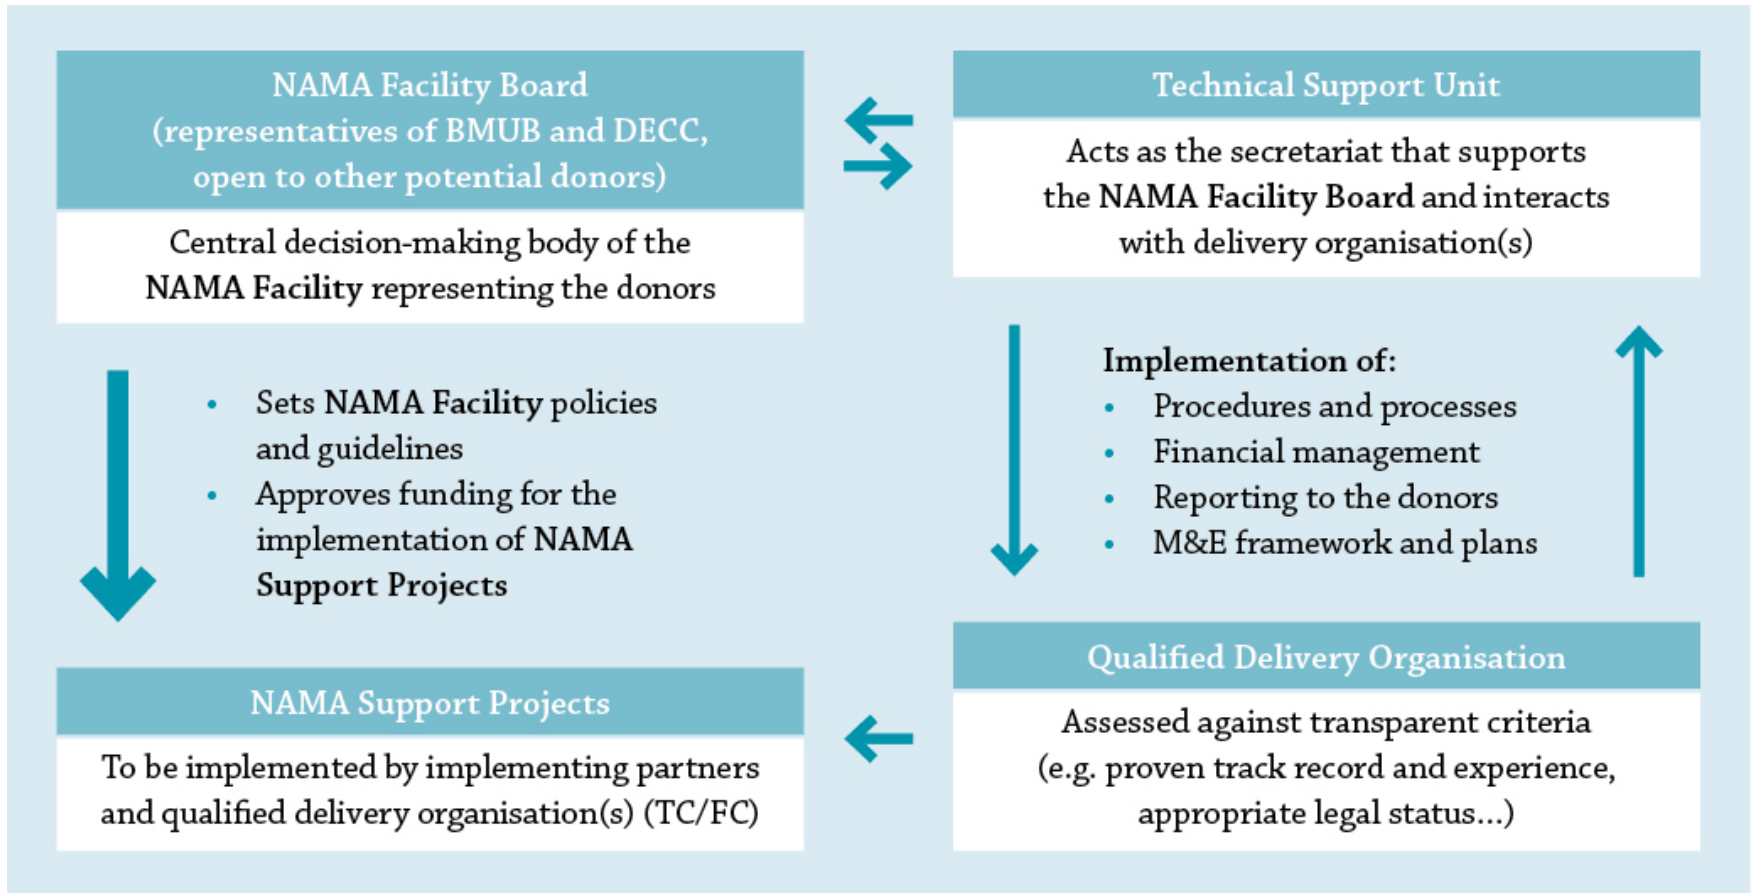 NAMA Facility Board
(representatives of BMUB and DECC,
open to other potential donors)
Central decision-making body of the
NAMA Facility representing the donors
Technical Support Unit
Acts as the secretariat that supports
the NAMA Facility Board and interacts
with delivery organisation(s)
• Sets NAMA Facility policies
and guidelines
• Approves funding for the
implementation of NAMA
Support Projects
Implementation of:
• Procedures and processes
• Financial management
• Reporting to the donors
• M&E framework and plans
NAMA Support Projects
To be implemented by implementing partners
and qualified delivery organisation(s) (TC/FC)
Qualified Delivery Organisation
Assessed against transparent criteria
(e.g. proven track record and experience,
appropriate legal status...)